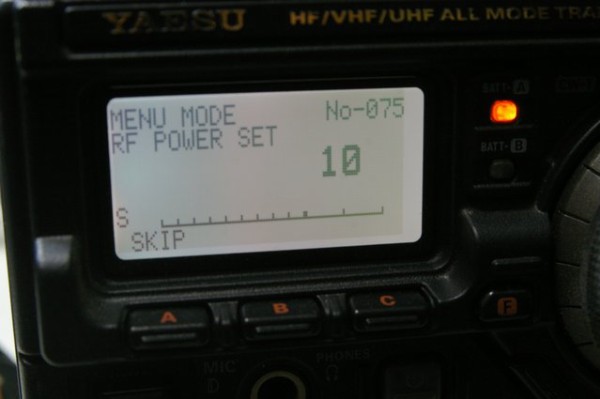 YAESU HF/VHF/UHF ALL MODE
MENU MODE No-075
RF POWER SET
10
S
SKIP
BATT-A
BATT-B
A B C F
MIC PHONES